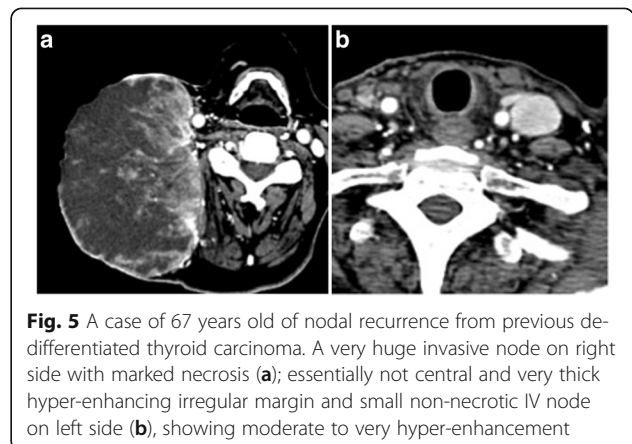 a
b
Fig. 5 A case of 67 years old of nodal recurrence from previous de-
differentiated thyroid carcinoma. A very huge invasive node on right
side with marked necrosis (a); essentially not central and very thick
hyper-enhancing irregular margin and small non-necrotic IV node
on left side (b), showing moderate to very hyper-enhancement